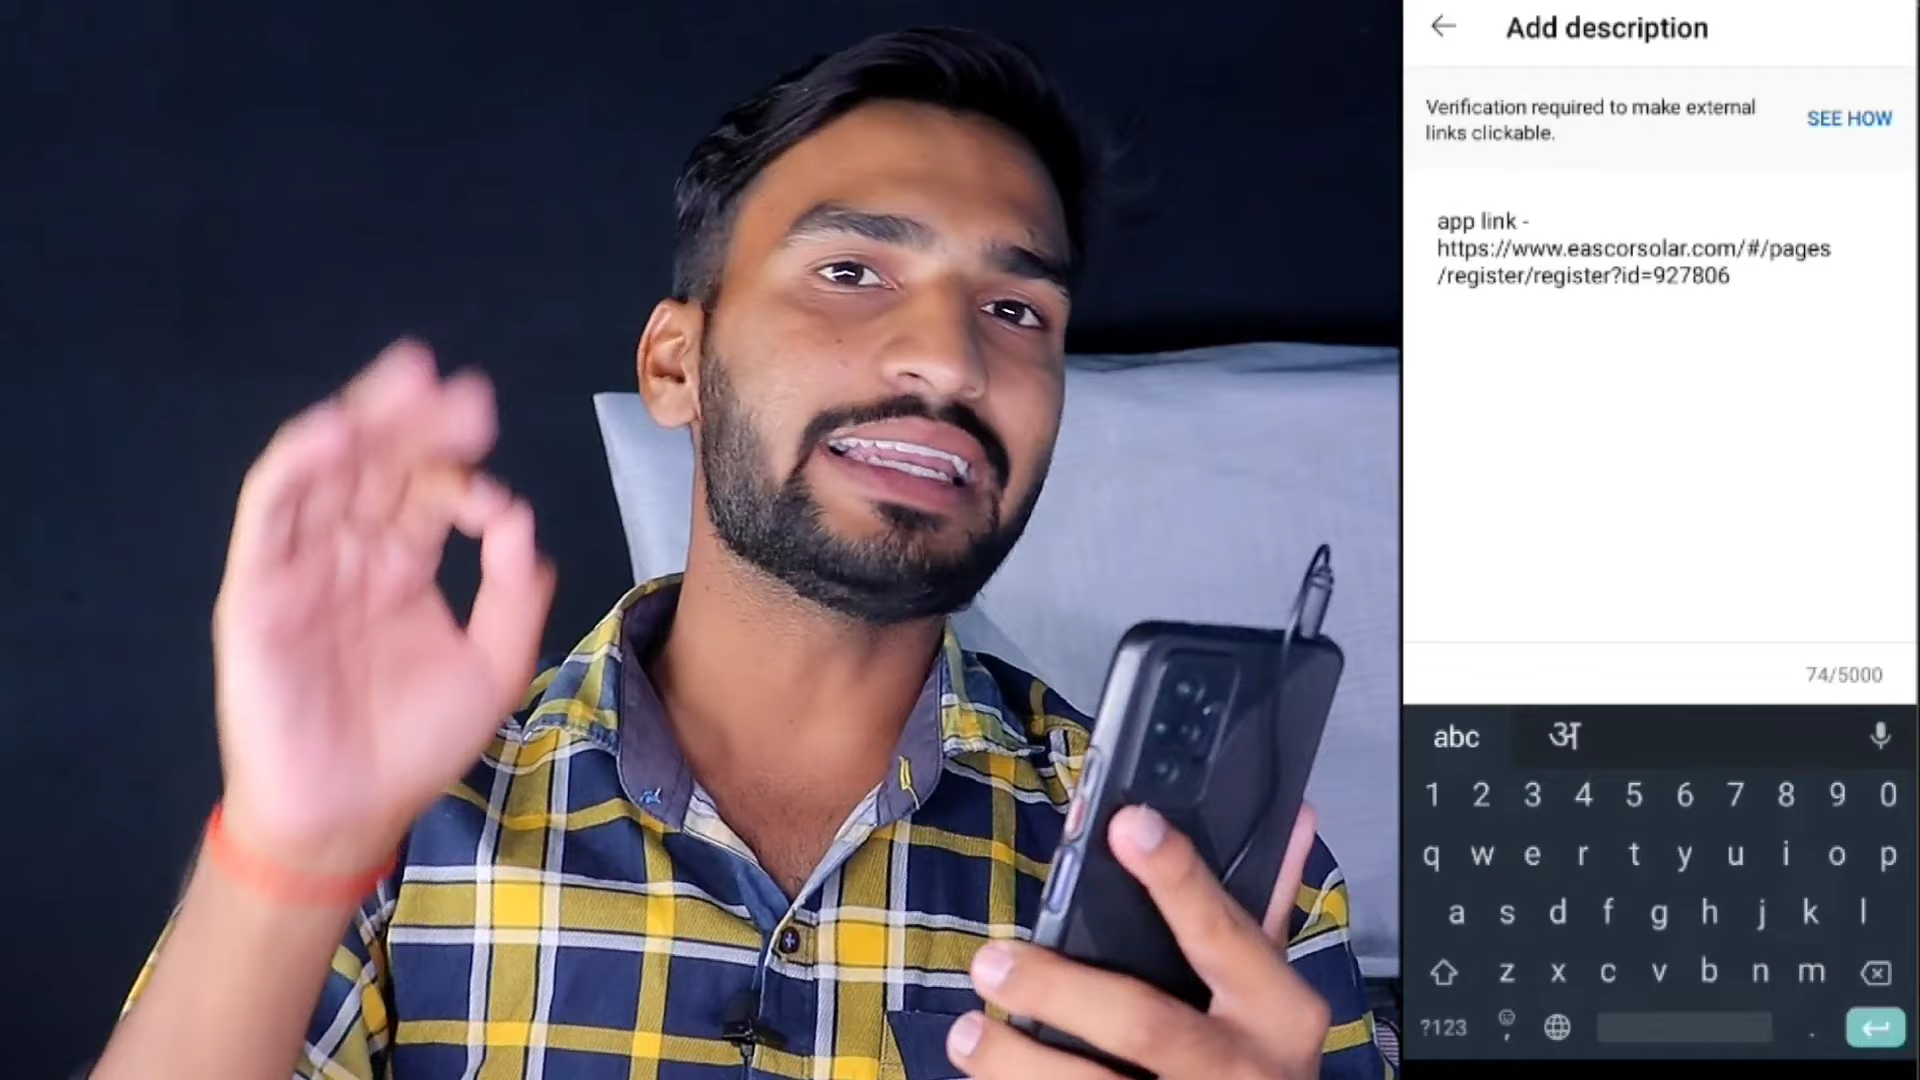 Add description
Verification required to make external
links clickable.
SEE HOW
app link -
https://www.eascorsolar.com/#/pages
/register/register?id=927806
74/5000
abc अ
1 2 3 4 5 6 7 8 9 0
q w e r t y u i o p
a s d f g h j k l
z x c v b n m
?123 , .